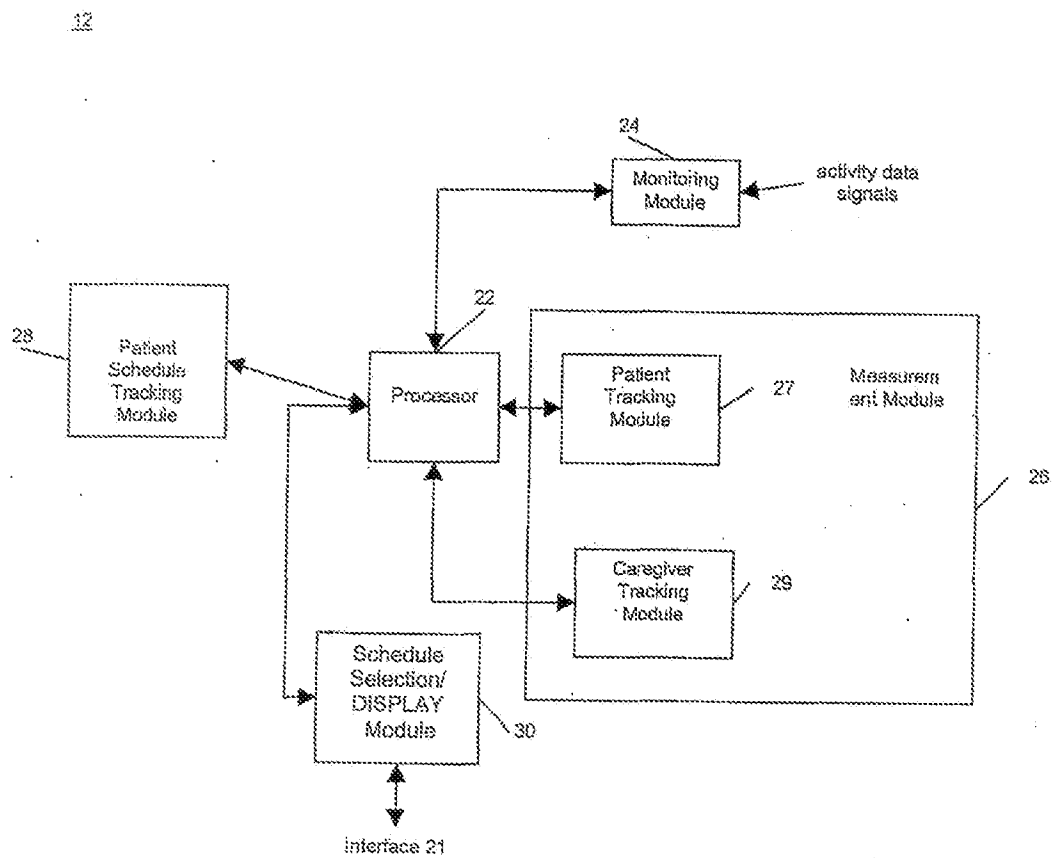 12
24
Monitoring
Module
activity data
signals
22
28
Patient
Schedule
Tracking
Module
Processor
Patient
Tracking
Module
27
Measurem
ent Module
26
Caregiver
Tracking
Module
29
Schedule
Selection/
DISPLAY
Module
30
interface 21